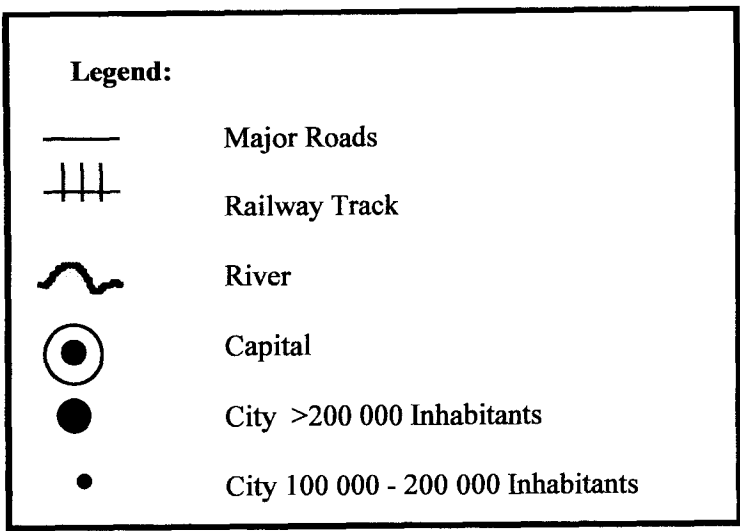 Legend:
Major Roads
Railway Track
River
Capital
City >200 000 Inhabitants
City 100 000 - 200 000 Inhabitants